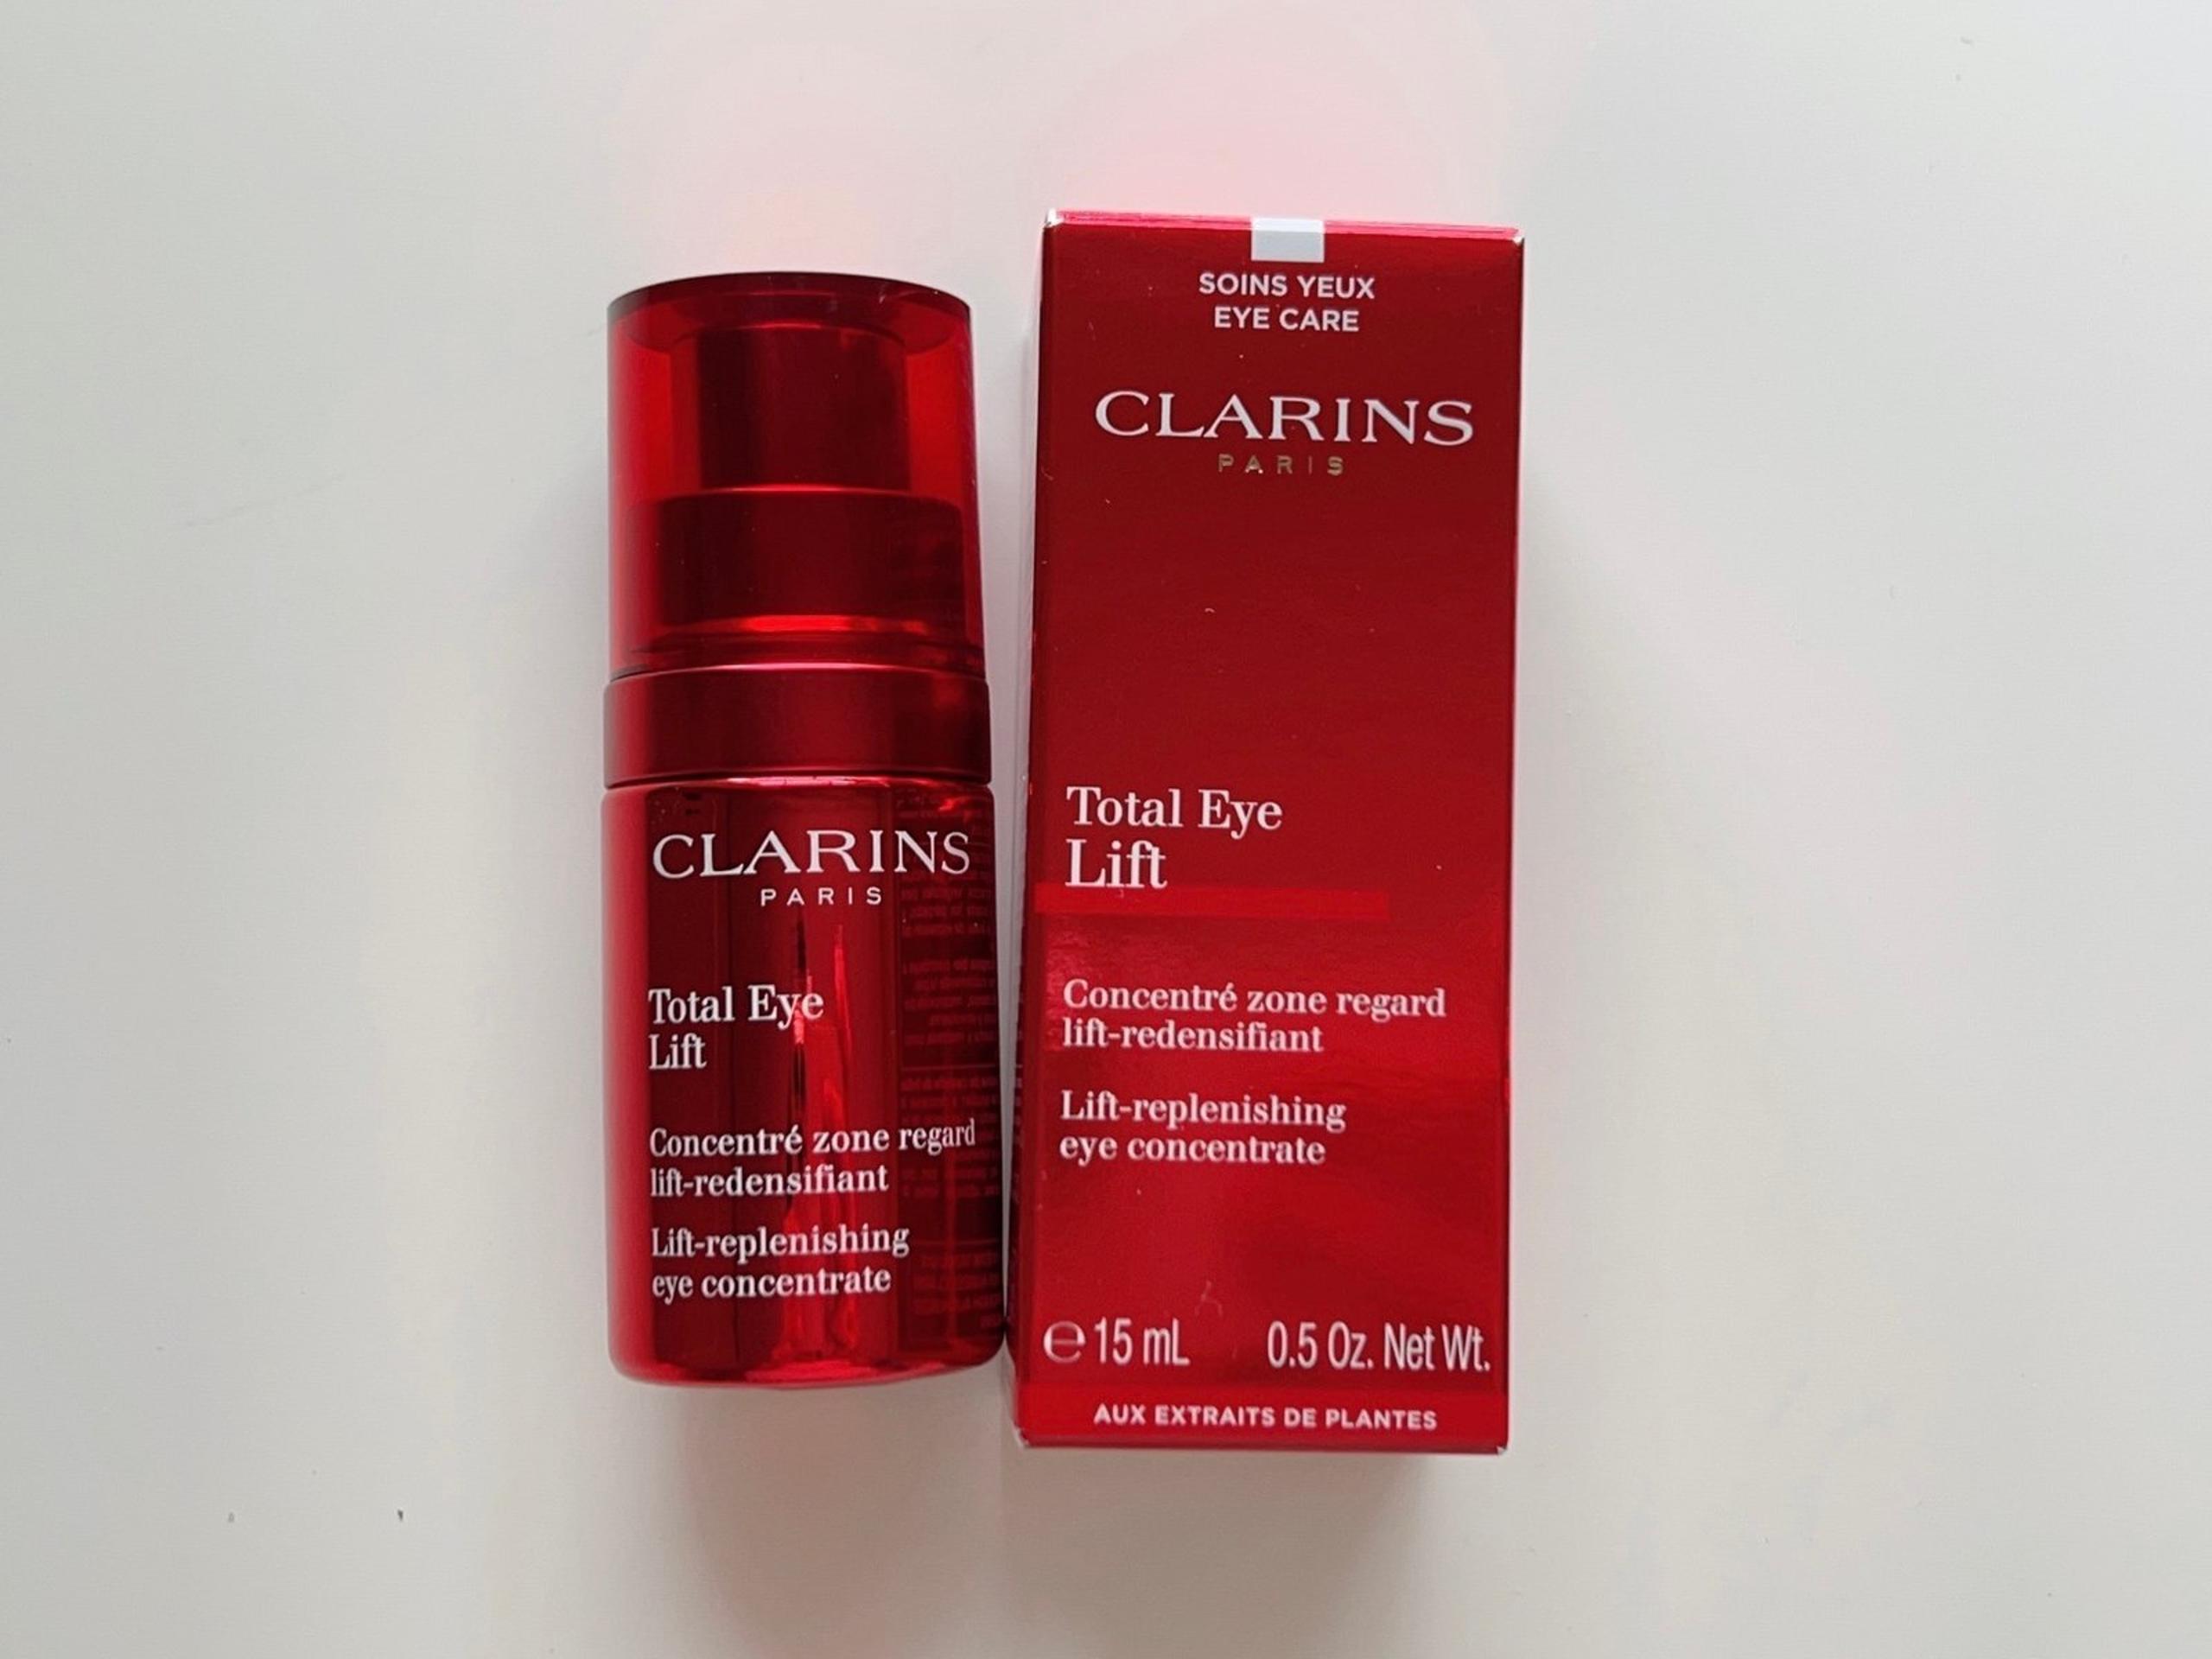 CLARINS
PARIS
Total Eye
Lift
Concentré zone regard
lift-redensifiant
Lift-replenishing
eye concentrate
SOINS YEUX
EYE CARE
CLARINS
PARIS
Total Eye
Lift
Concentré zone regard
lift-redensifiant
Lift-replenishing
eye concentrate
℮ 15 mL 0.5 Oz. Net Wt.
AUX EXTRAITS DE PLANTES